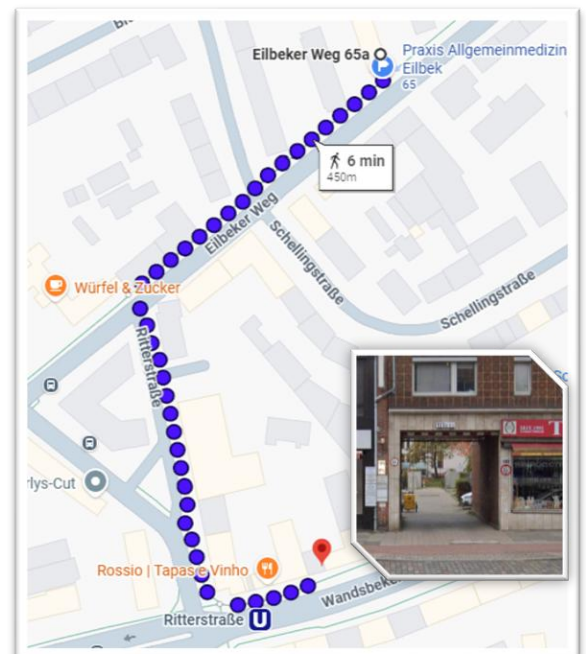 Eilbeker Weg 65a
Praxis Allgemeinmedizin
Eilbek
65
6 min
450m
Eilbeker Weg
Schellingstraße
Schellingstraße
Würfel & Zucker
Ritterstraße
rlys-Cut
Rossio | Tapas e Vinho
Wandsbeke
Ritterstraße U
T